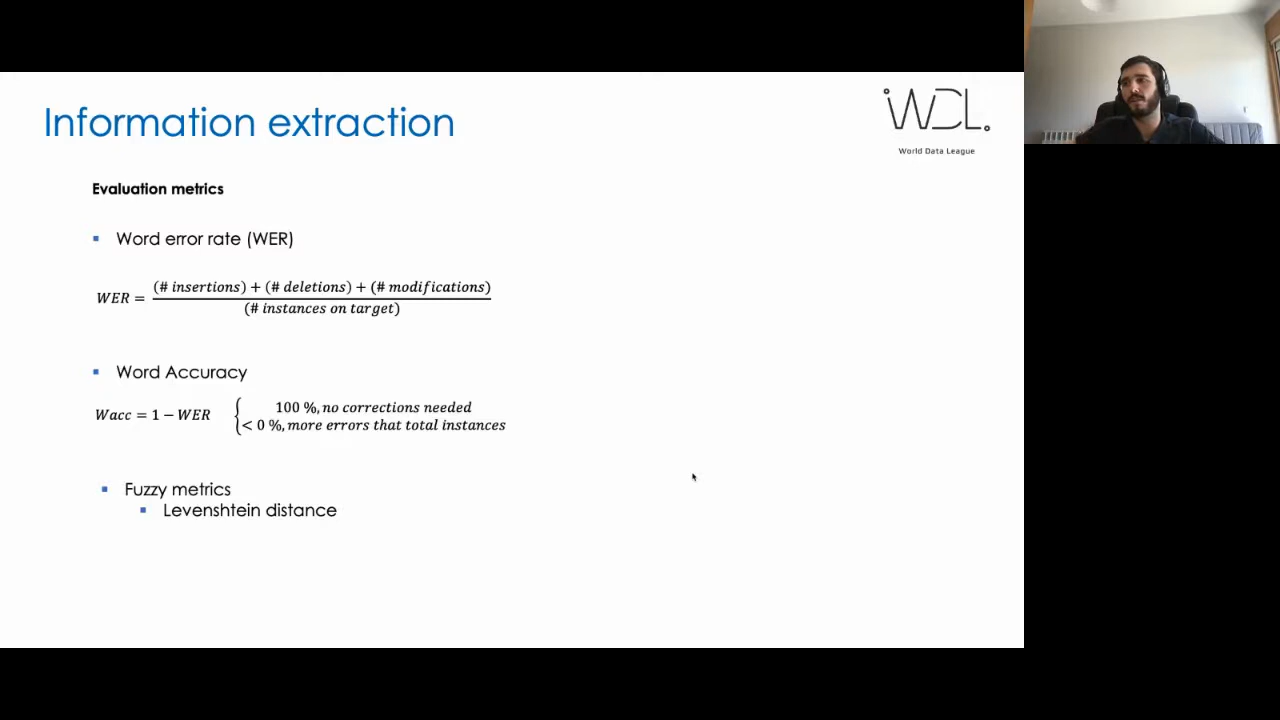 Information extraction
WDL.
World Data League
Evaluation metrics
▪ Word error rate (WER)
WER = (# insertions) + (# deletions) + (# modifications)
(# instances on target)
▪ Word Accuracy
Wacc = 1 − WER { 100 %, no corrections needed
< 0 %, more errors that total instances
▪ Fuzzy metrics
▪ Levenshtein distance